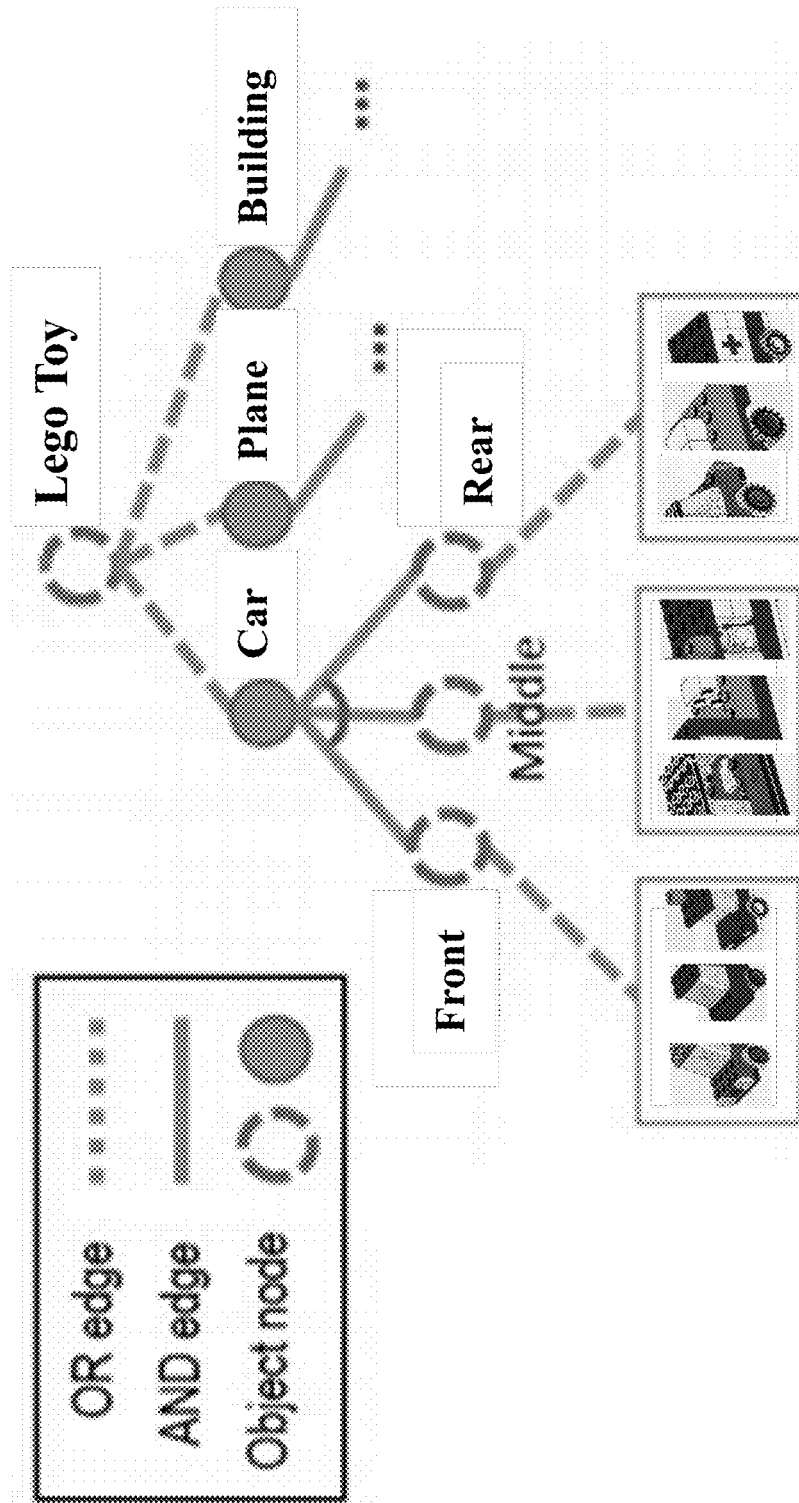 OR edge
AND edge
Object node
Lego Toy
Car
Plane
Building
...
...
Front
Middle
Rear